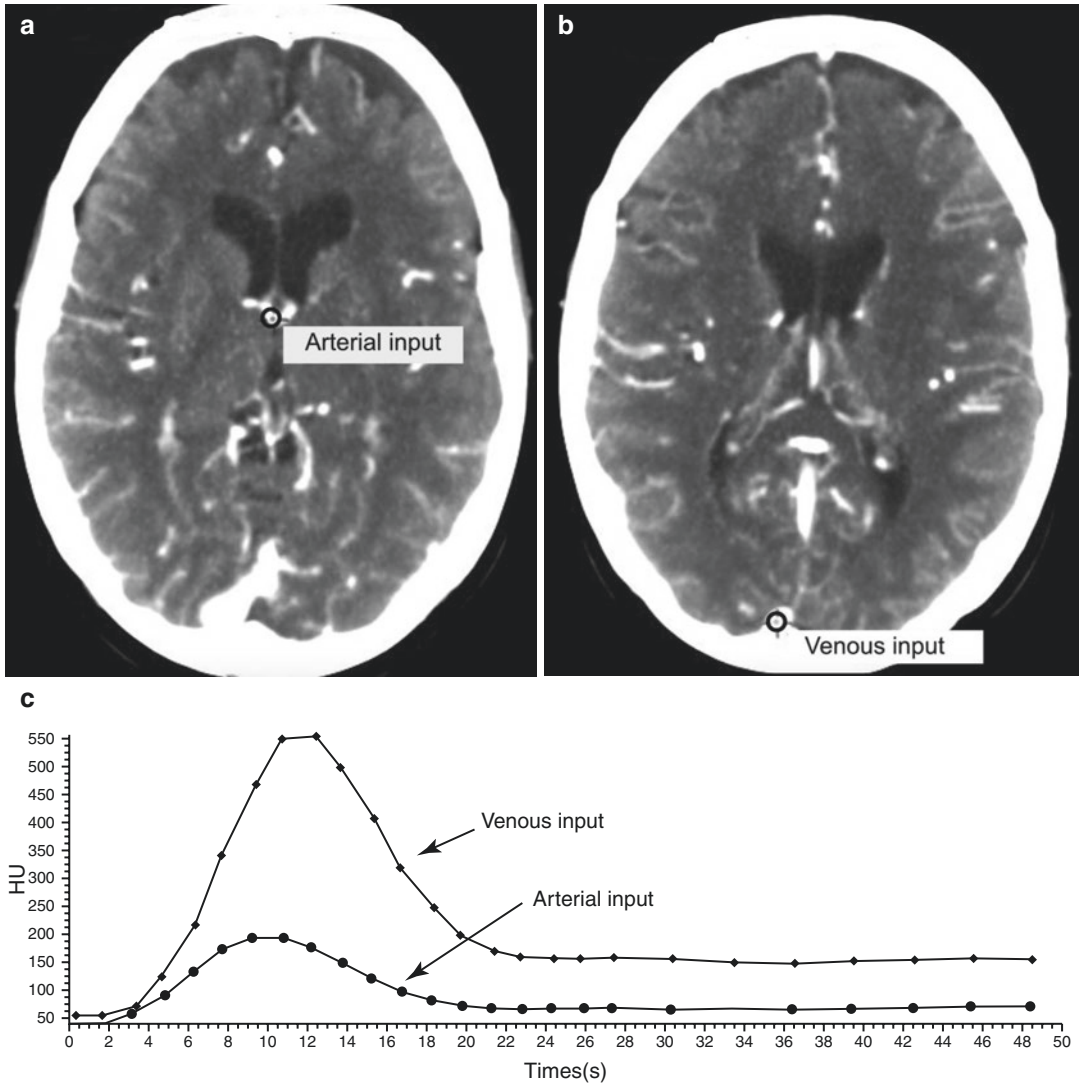 a
b
Arterial input
Venous input
c
550
500
450
400
350
300
250
200
150
100
50
HU
Venous input
Arterial input
0 2 4 6 8 10 12 14 16 18 20 22 24 26 28 30 32 34 36 38 40 42 44 46 48 50
Times(s)